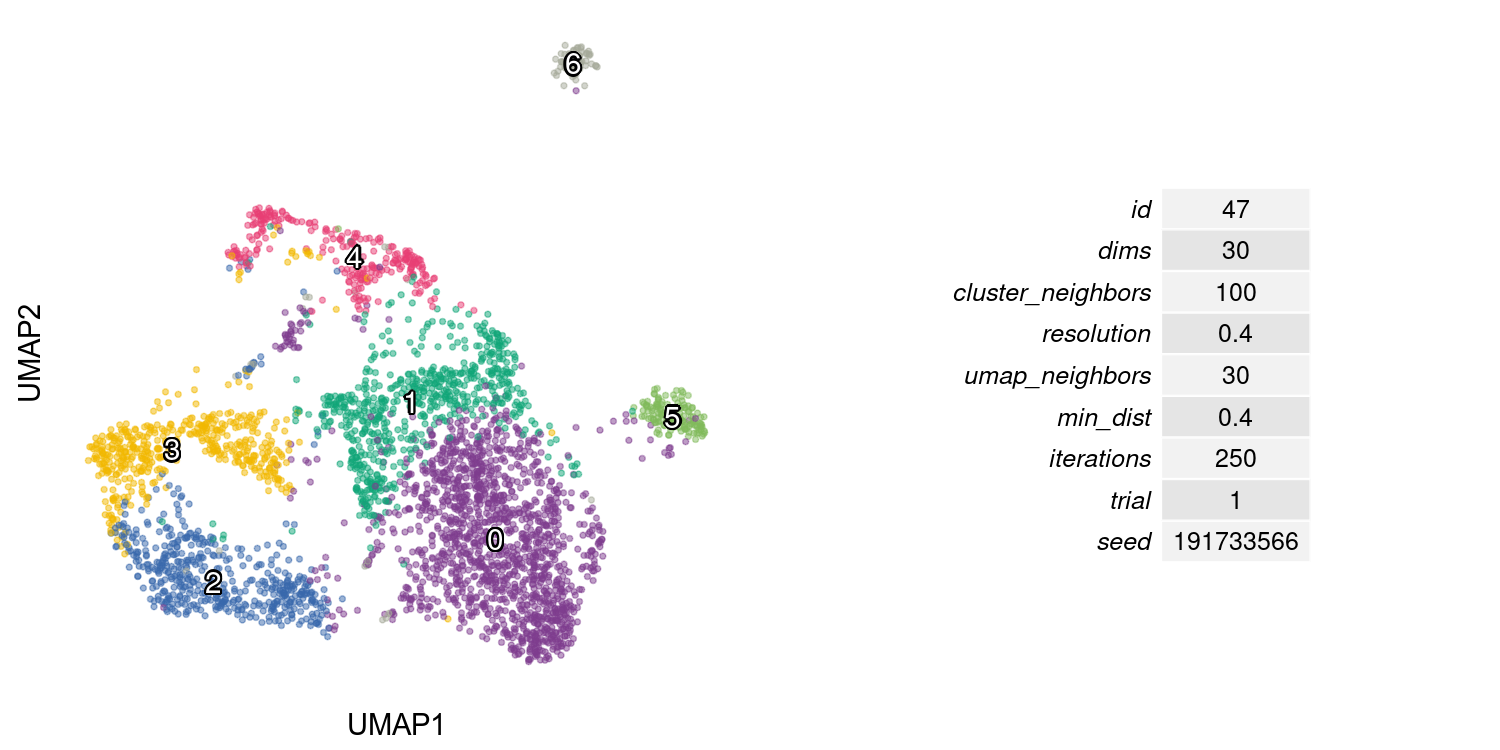 6
4
1
5
3
0
2
UMAP2
UMAP1
id 47
dims 30
cluster_neighbors 100
resolution 0.4
umap_neighbors 30
min_dist 0.4
iterations 250
trial 1
seed 191733566